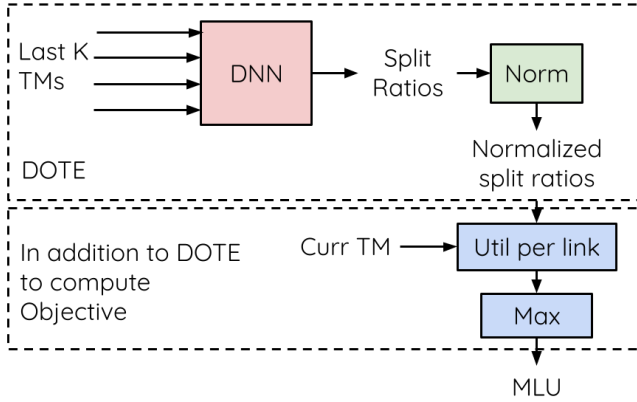 Last K
TMs
DNN
Split
Ratios
Norm
Normalized
split ratios
DOTE
In addition to DOTE
to compute
Objective
Curr TM
Util per link
Max
MLU